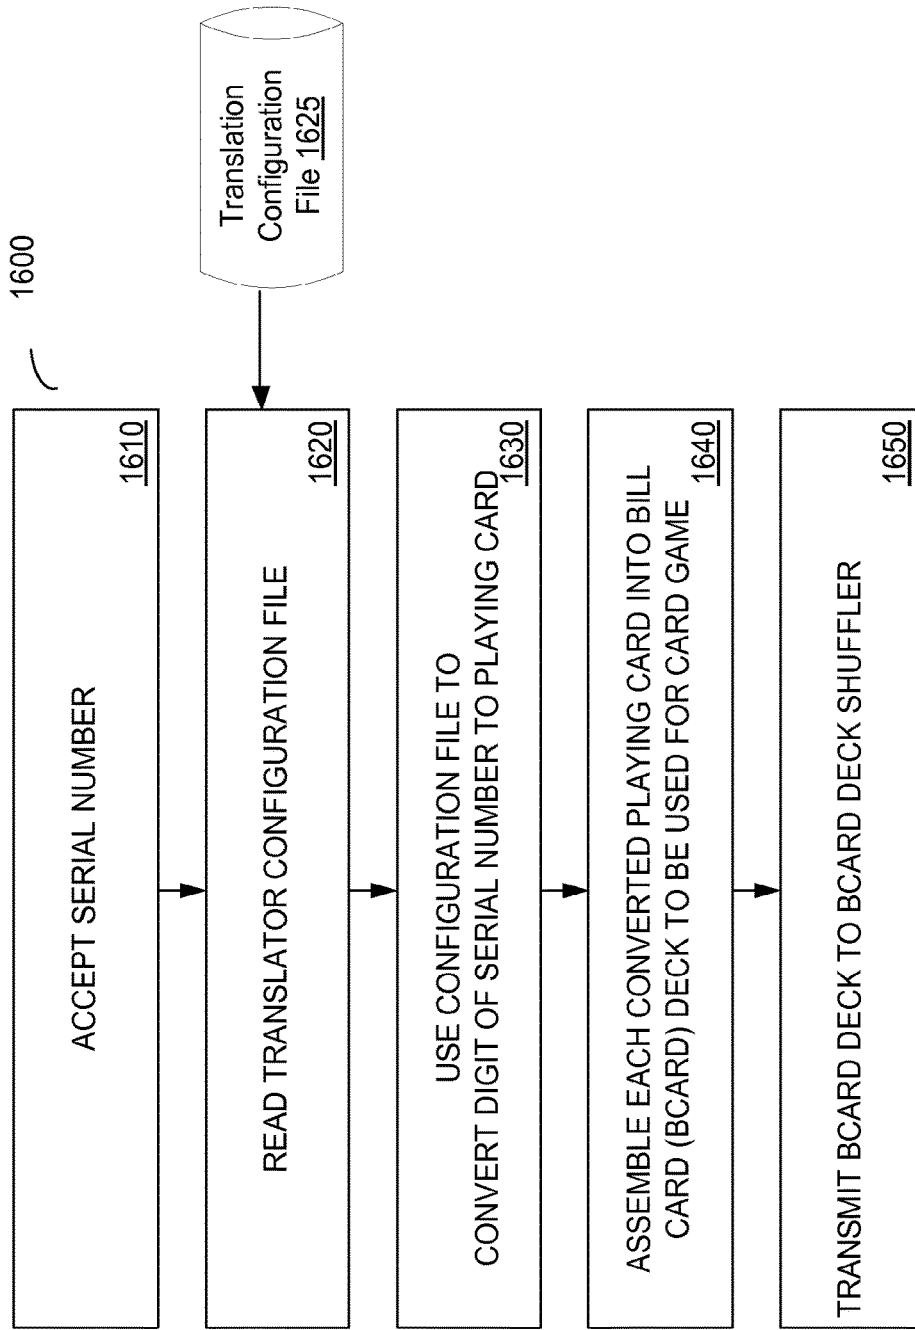 1600
ACCEPT SERIAL NUMBER
1610
READ TRANSLATOR CONFIGURATION FILE
1620
Translation
Configuration
File 1625
USE CONFIGURATION FILE TO
CONVERT DIGIT OF SERIAL NUMBER TO PLAYING CARD
1630
ASSEMBLE EACH CONVERTED PLAYING CARD INTO BILL
CARD (BCARD) DECK TO BE USED FOR CARD GAME
1640
TRANSMIT BCARD DECK TO BCARD DECK SHUFFLER
1650